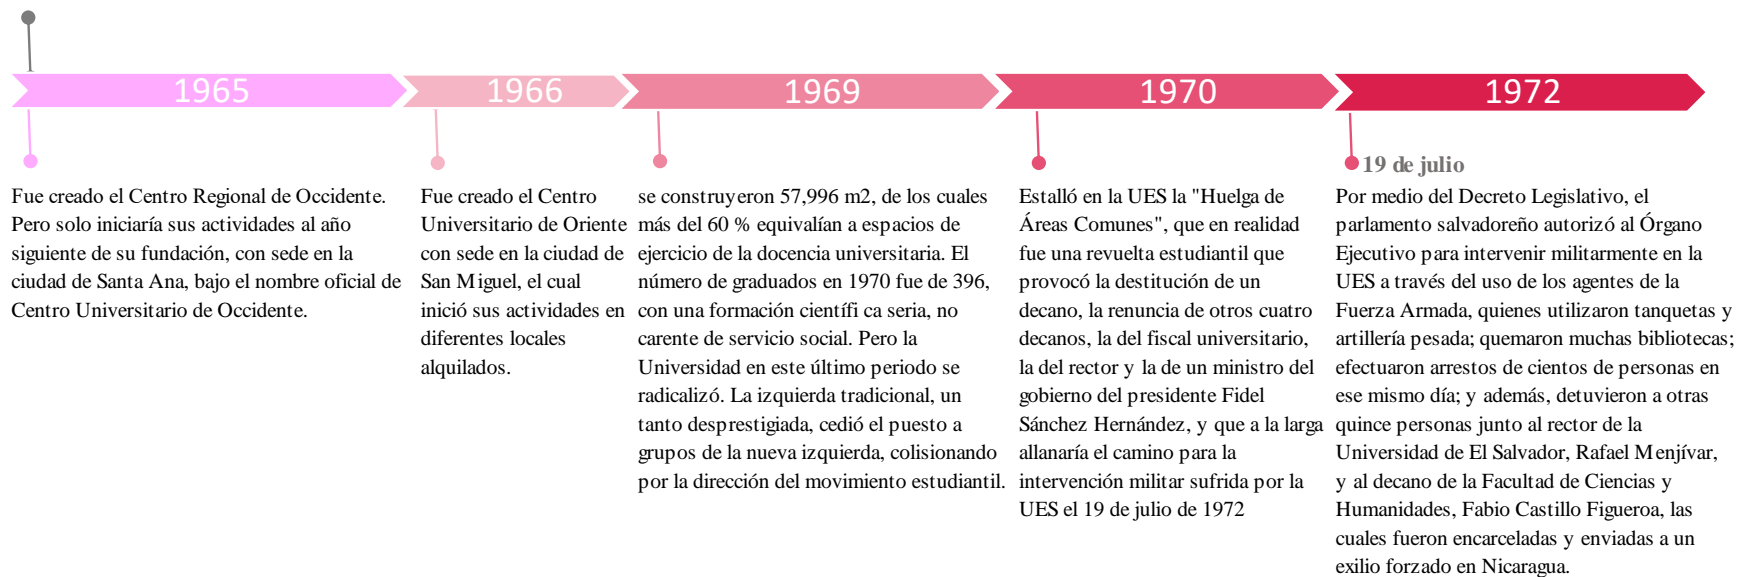 1965
Fue creado el Centro Regional de Occidente.
Pero solo iniciaría sus actividades al año
siguiente de su fundación, con sede en la
ciudad de Santa Ana, bajo el nombre oficial de
Centro Universitario de Occidente.
1966
Fue creado el Centro
Universitario de Oriente
con sede en la ciudad de
San Miguel, el cual
inició sus actividades en
diferentes locales
alquilados.
1969
se construyeron 57,996 m2, de los cuales
más del 60 % equivalían a espacios de
ejercicio de la docencia universitaria. El
número de graduados en 1970 fue de 396,
con una formación científi ca seria, no
carente de servicio social. Pero la
Universidad en este último periodo se
radicalizó. La izquierda tradicional, un
tanto desprestigiada, cedió el puesto a
grupos de la nueva izquierda, colisionando
por la dirección del movimiento estudiantil.
1970
Estalló en la UES la "Huelga de
Áreas Comunes", que en realidad
fue una revuelta estudiantil que
provocó la destitución de un
decano, la renuncia de otros cuatro
decanos, la del fiscal universitario,
la del rector y la de un ministro del
gobierno del presidente Fidel
Sánchez Hernández, y que a la larga
allanaría el camino para la
intervención militar sufrida por la
UES el 19 de julio de 1972
1972
19 de julio
Por medio del Decreto Legislativo, el
parlamento salvadoreño autorizó al Órgano
Ejecutivo para intervenir militarmente en la
UES a través del uso de los agentes de la
Fuerza Armada, quienes utilizaron tanquetas y
artillería pesada; quemaron muchas bibliotecas;
efectuaron arrestos de cientos de personas en
ese mismo día; y además, detuvieron a otras
quince personas junto al rector de la
Universidad de El Salvador, Rafael Menjívar,
y al decano de la Facultad de Ciencias y
Humanidades, Fabio Castillo Figueroa, las
cuales fueron encarceladas y enviadas a un
exilio forzado en Nicaragua.